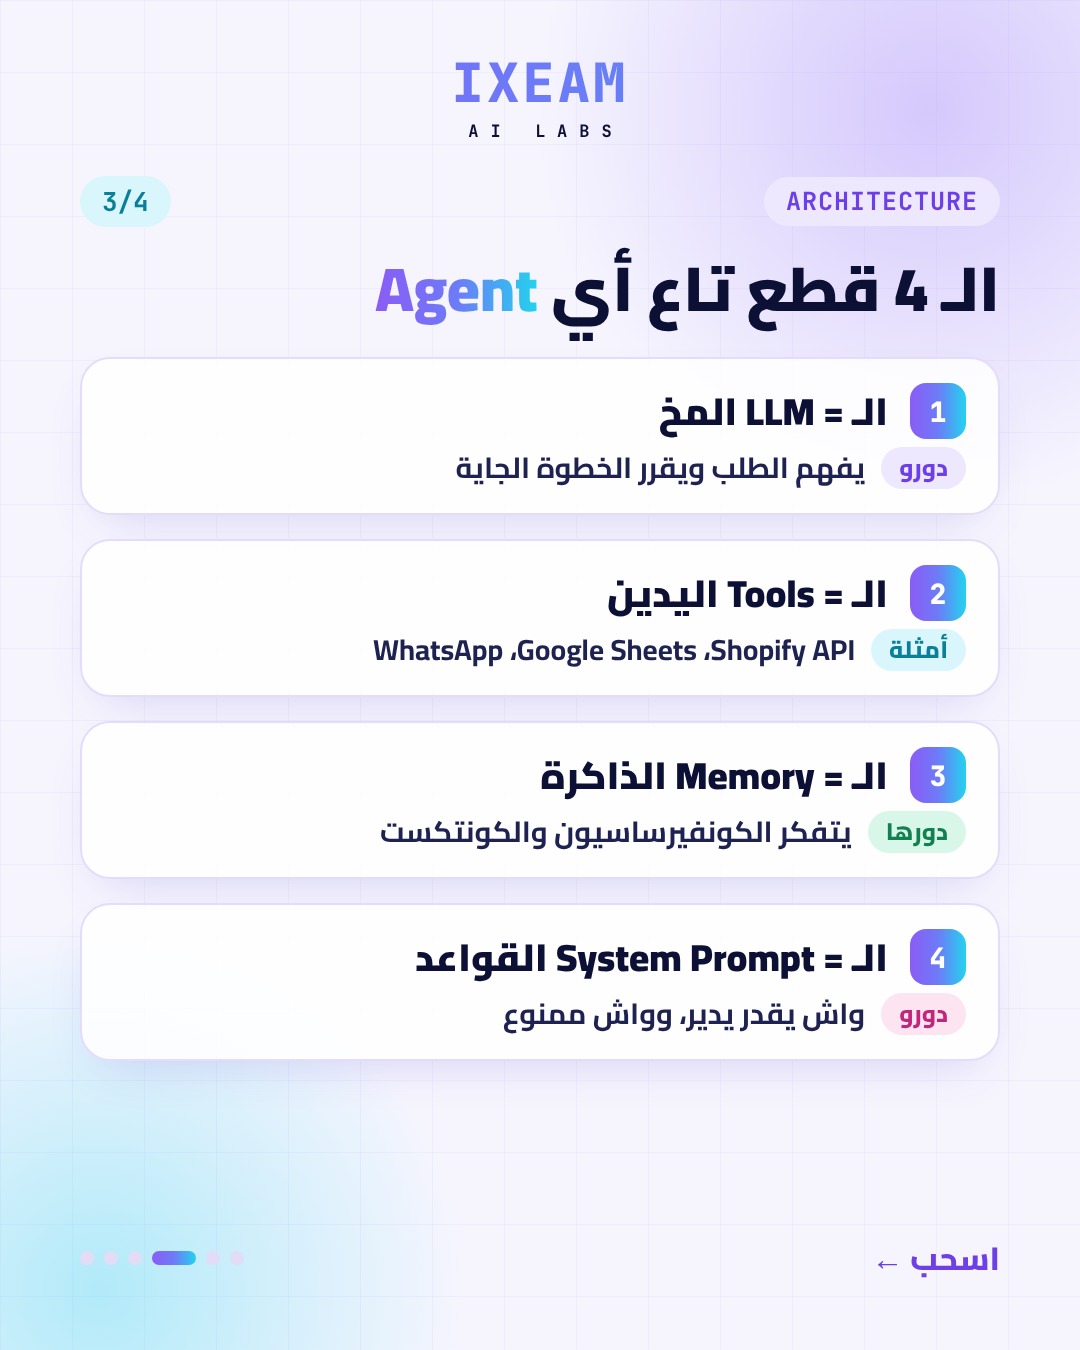 IXEAM
AI LABS
ARCHITECTURE
3/4
الـ 4 قطع تاع أي Agent
1
الـ = LLM المخ
دورو
يفهم الطلب ويقرر الخطوة الجاية
2
الـ = Tools اليدين
أمثلة
Shopify API، Google Sheets، WhatsApp
3
الـ = Memory الذاكرة
دورها
يتفكر الكونفيرساسيون والكونتكست
4
الـ = System Prompt القواعد
دورو
واش يقدر يدير، وواش ممنوع
اسحب ←